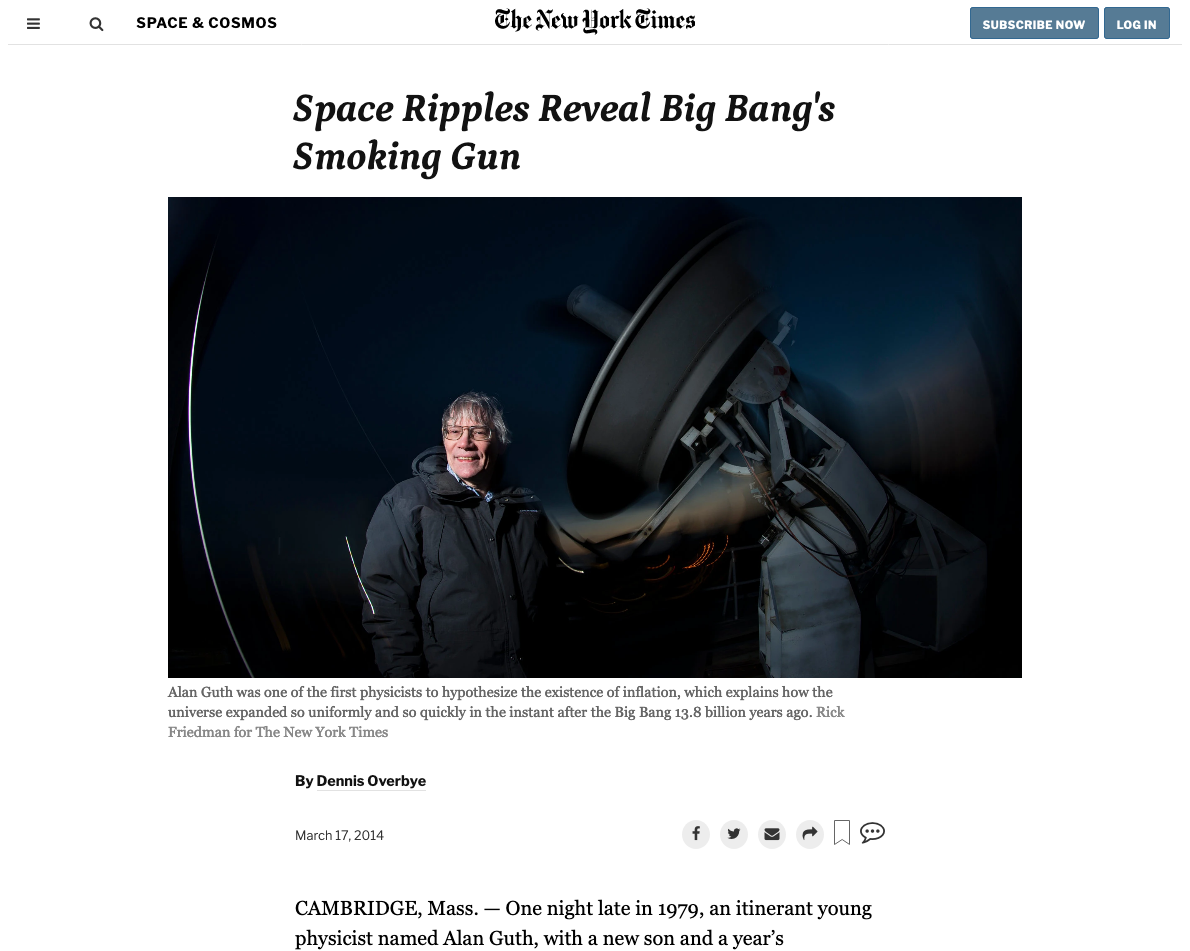 SPACE & COSMOS
The New York Times
SUBSCRIBE NOW
LOG IN
Space Ripples Reveal Big Bang's
Smoking Gun
Alan Guth was one of the first physicists to hypothesize the existence of inflation, which explains how the
universe expanded so uniformly and so quickly in the instant after the Big Bang 13.8 billion years ago. Rick
Friedman for The New York Times
By Dennis Overbye
March 17, 2014
CAMBRIDGE, Mass. — One night late in 1979, an itinerant young
physicist named Alan Guth, with a new son and a year’s